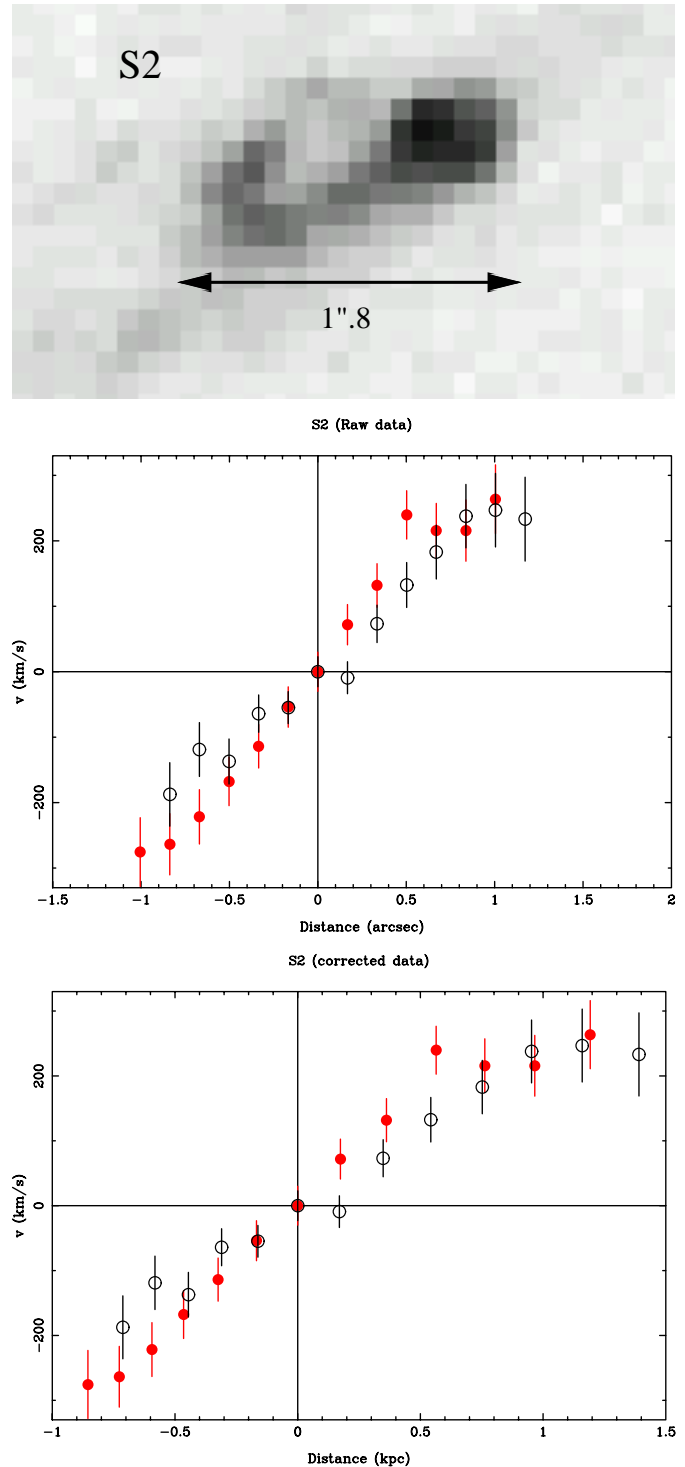 S2
1".8
S2 (Raw data)
v (km/s)
200
0
−200
−1.5 −1 −0.5 0 0.5 1 1.5 2
Distance (arcsec)
S2 (corrected data)
v (km/s)
200
0
−200
−1 −0.5 0 0.5 1 1.5
Distance (kpc)